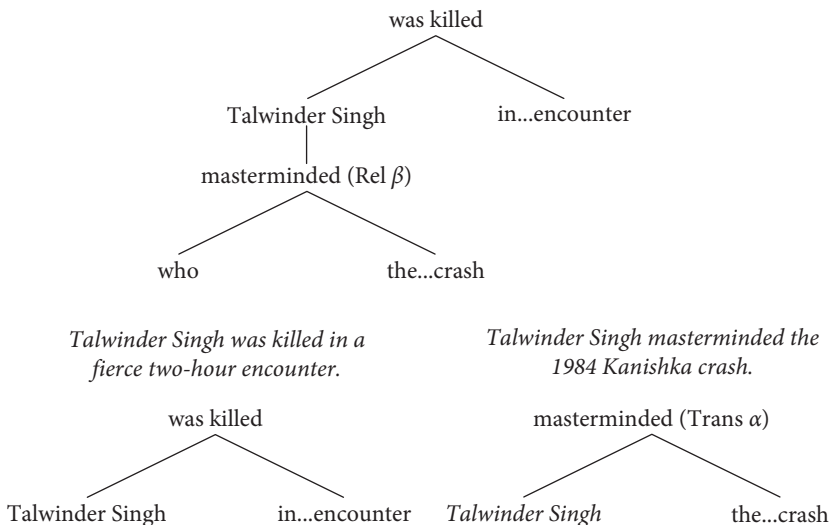 was killed
Talwinder Singh in...encounter
masterminded (Rel β)
who the...crash
Talwinder Singh was killed in a
fierce two-hour encounter.
Talwinder Singh masterminded the
1984 Kanishka crash.
was killed masterminded (Trans α)
Talwinder Singh in...encounter Talwinder Singh the...crash